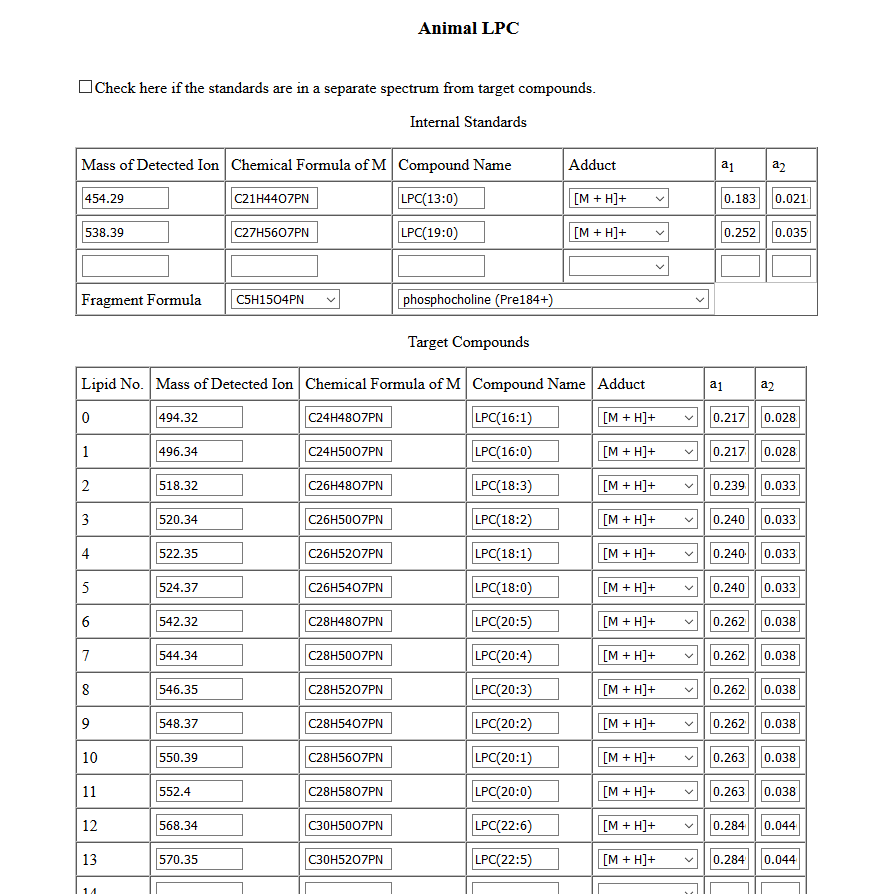 Animal LPC
Check here if the standards are in a separate spectrum from target compounds.
Internal Standards
Mass of Detected Ion Chemical Formula of M Compound Name Adduct a1 a2
454.29 C21H44O7PN LPC(13:0) [M + H]+ 0.183 0.021
538.39 C27H56O7PN LPC(19:0) [M + H]+ 0.252 0.035
Fragment Formula C5H15O4PN phosphocholine (Pre184+)
Target Compounds
Lipid No. Mass of Detected Ion Chemical Formula of M Compound Name Adduct a1 a2
0 494.32 C24H48O7PN LPC(16:1) [M + H]+ 0.217 0.028
1 496.34 C24H50O7PN LPC(16:0) [M + H]+ 0.217 0.028
2 518.32 C26H48O7PN LPC(18:3) [M + H]+ 0.239 0.033
3 520.34 C26H50O7PN LPC(18:2) [M + H]+ 0.240 0.033
4 522.35 C26H52O7PN LPC(18:1) [M + H]+ 0.240 0.033
5 524.37 C26H54O7PN LPC(18:0) [M + H]+ 0.240 0.033
6 542.32 C28H48O7PN LPC(20:5) [M + H]+ 0.262 0.038
7 544.34 C28H50O7PN LPC(20:4) [M + H]+ 0.262 0.038
8 546.35 C28H52O7PN LPC(20:3) [M + H]+ 0.262 0.038
9 548.37 C28H54O7PN LPC(20:2) [M + H]+ 0.262 0.038
10 550.39 C28H56O7PN LPC(20:1) [M + H]+ 0.263 0.038
11 552.4 C28H58O7PN LPC(20:0) [M + H]+ 0.263 0.038
12 568.34 C30H50O7PN LPC(22:6) [M + H]+ 0.284 0.044
13 570.35 C30H52O7PN LPC(22:5) [M + H]+ 0.284 0.044
14